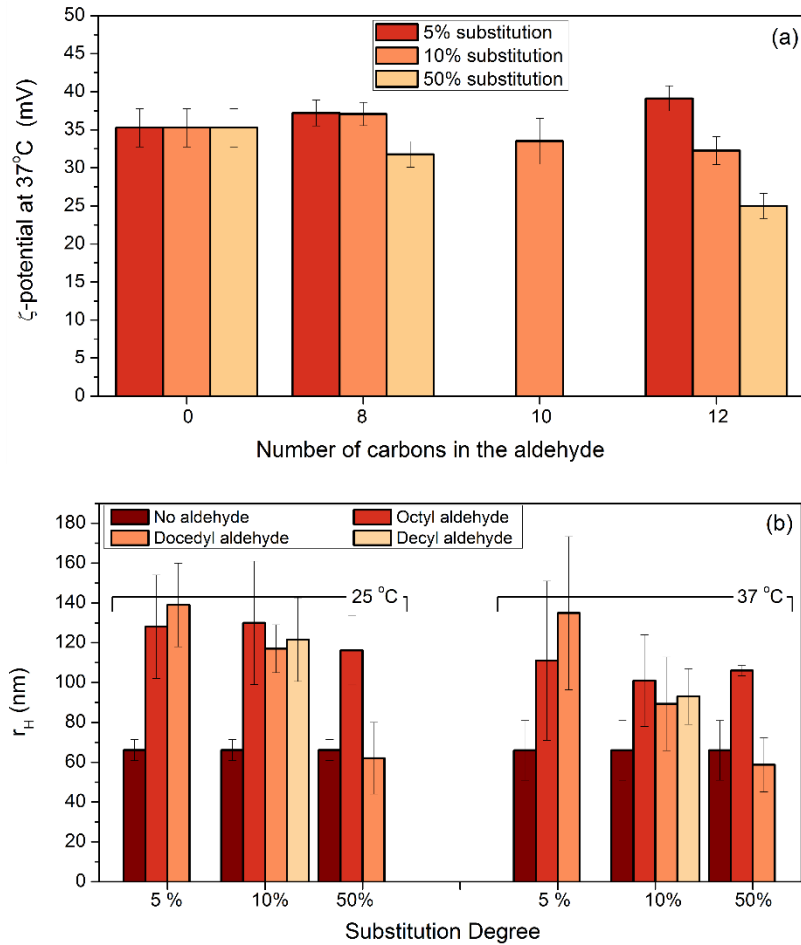 50
45
40
35
30
25
20
15
10
5
0
ζ-potential at 37°C (mV)
5% substitution
10% substitution
50% substitution
(a)
0 8 10 12
Number of carbons in the aldehyde
180
160
140
120
100
80
60
40
20
0
r_H (nm)
No aldehyde Octyl aldehyde
Docedyl aldehyde Decyl aldehyde
(b)
25 °C 37 °C
5 % 10% 50% 5 % 10% 50%
Substitution Degree